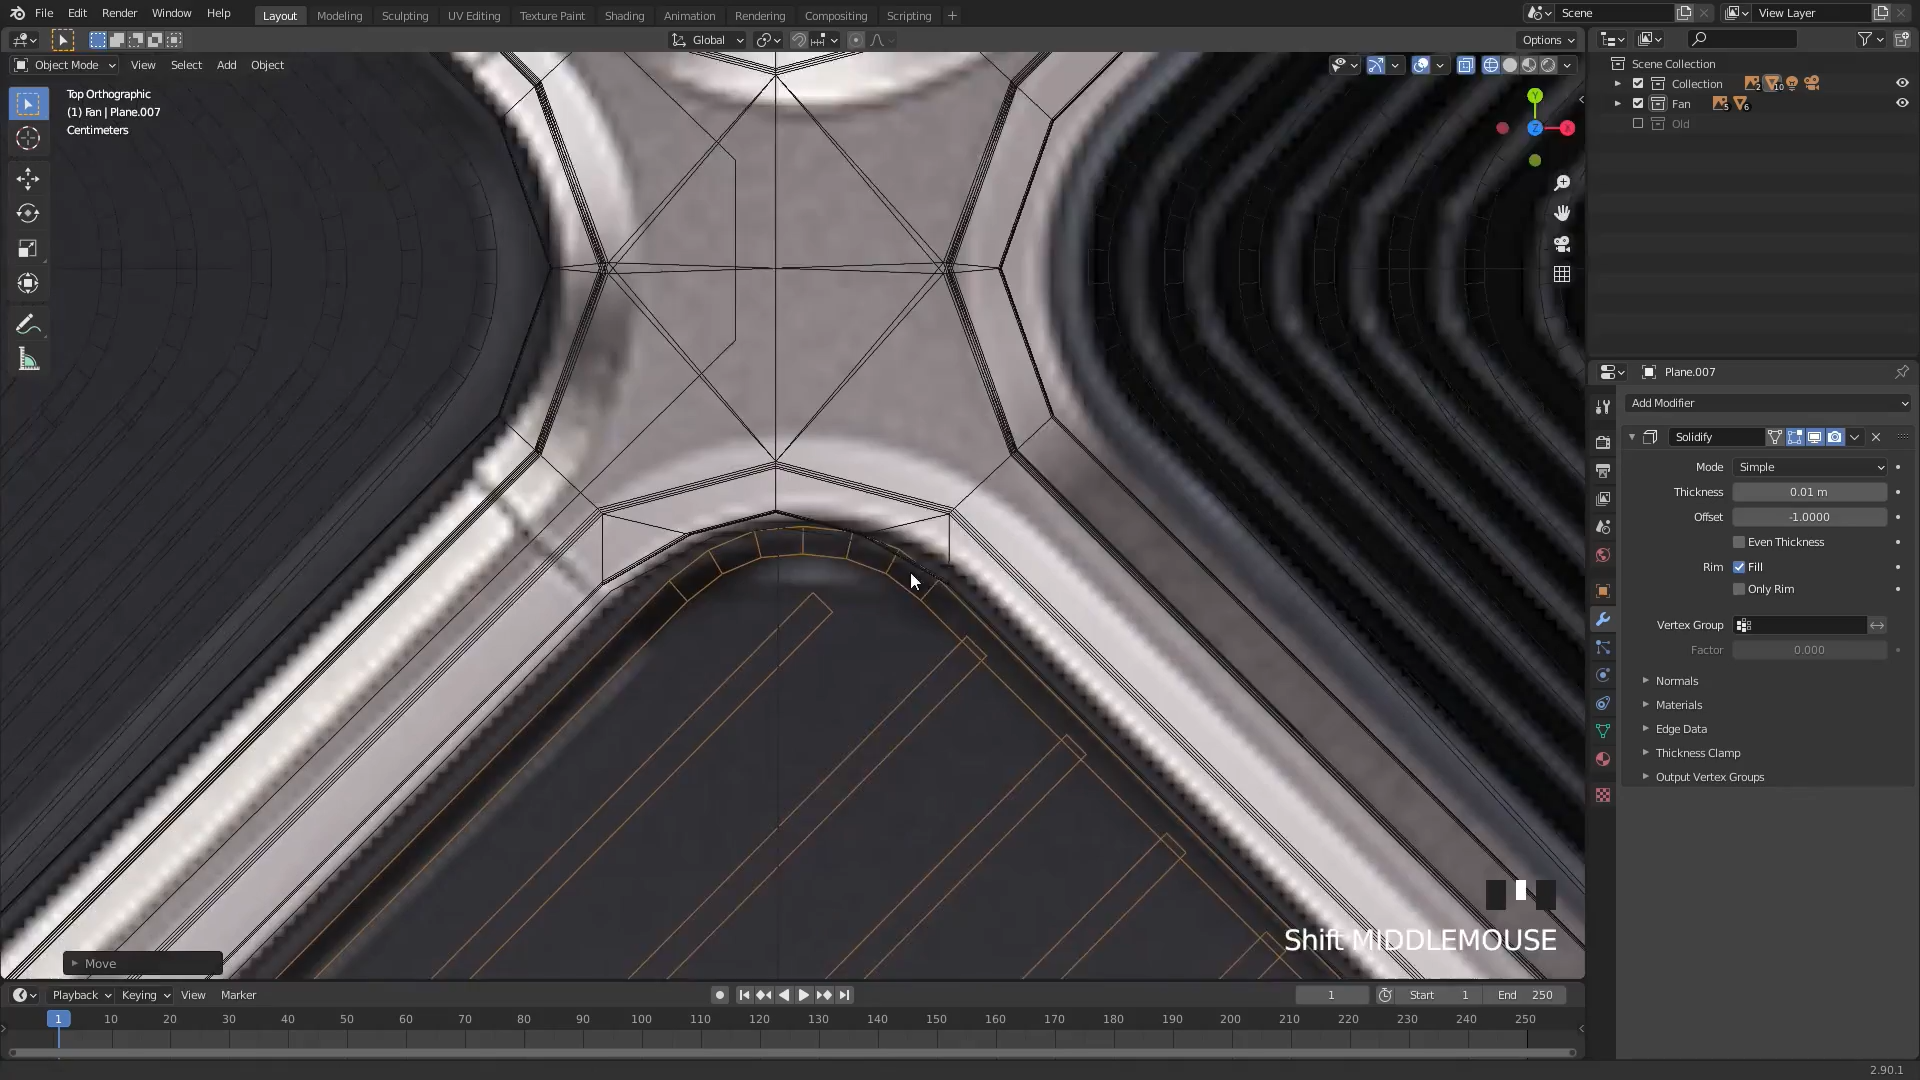 File Edit Render Window Help Layout Modeling Sculpting UV Editing Texture Paint Shading Animation Rendering Compositing Scripting + Scene View Layer
Global Options
Object Mode View Select Add Object
Scene Collection
Collection 2 10
Fan 5 6
Old
Top Orthographic
(1) Fan | Plane.007
Centimeters
Y
Z
X
Plane.007
Add Modifier
Solidify
Mode Simple
Thickness 0.01 m
Offset -1.0000
Even Thickness
Rim Fill
Only Rim
Vertex Group
Factor 0.000
Normals
Materials
Edge Data
Thickness Clamp
Output Vertex Groups
Shift MIDDLEMOUSE
Move
Playback Keying View Marker 1 Start 1 End 250
1 10 20 30 40 50 60 70 80 90 100 110 120 130 140 150 160 170 180 190 200 210 220 230 240 250
2.90.1